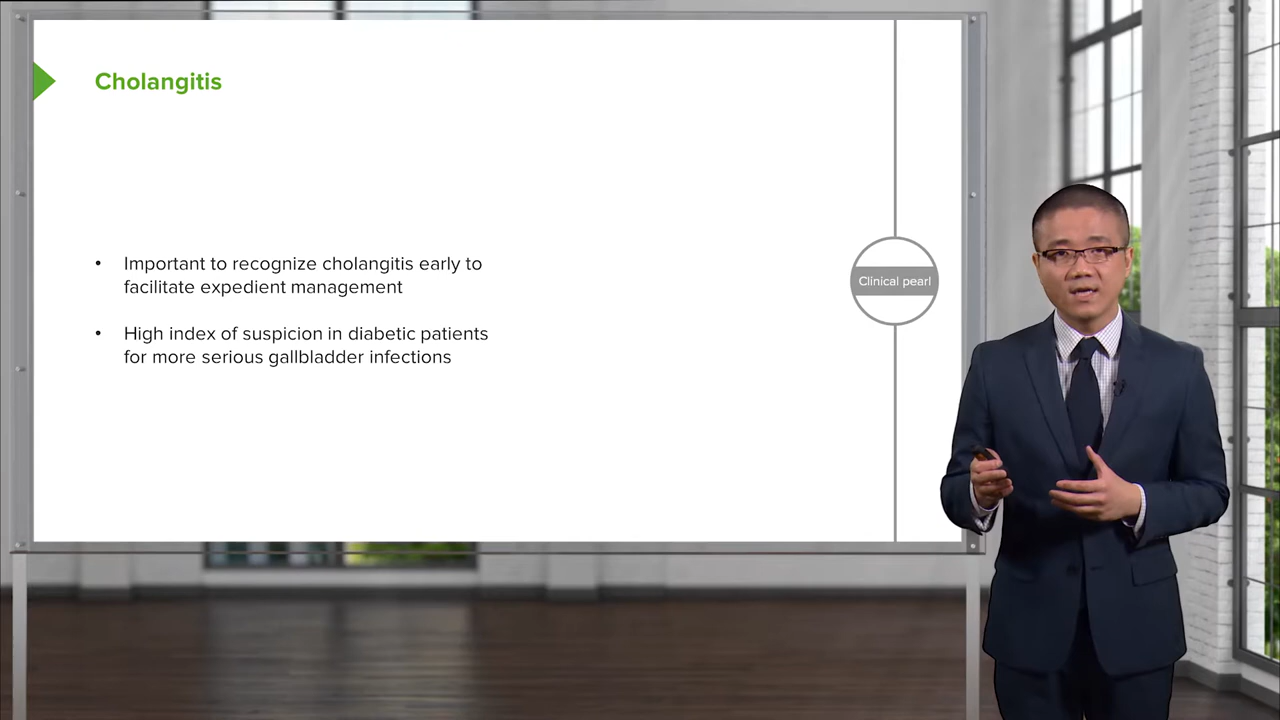 Cholangitis
• Important to recognize cholangitis early to
facilitate expedient management
• High index of suspicion in diabetic patients
for more serious gallbladder infections
Clinical pearl